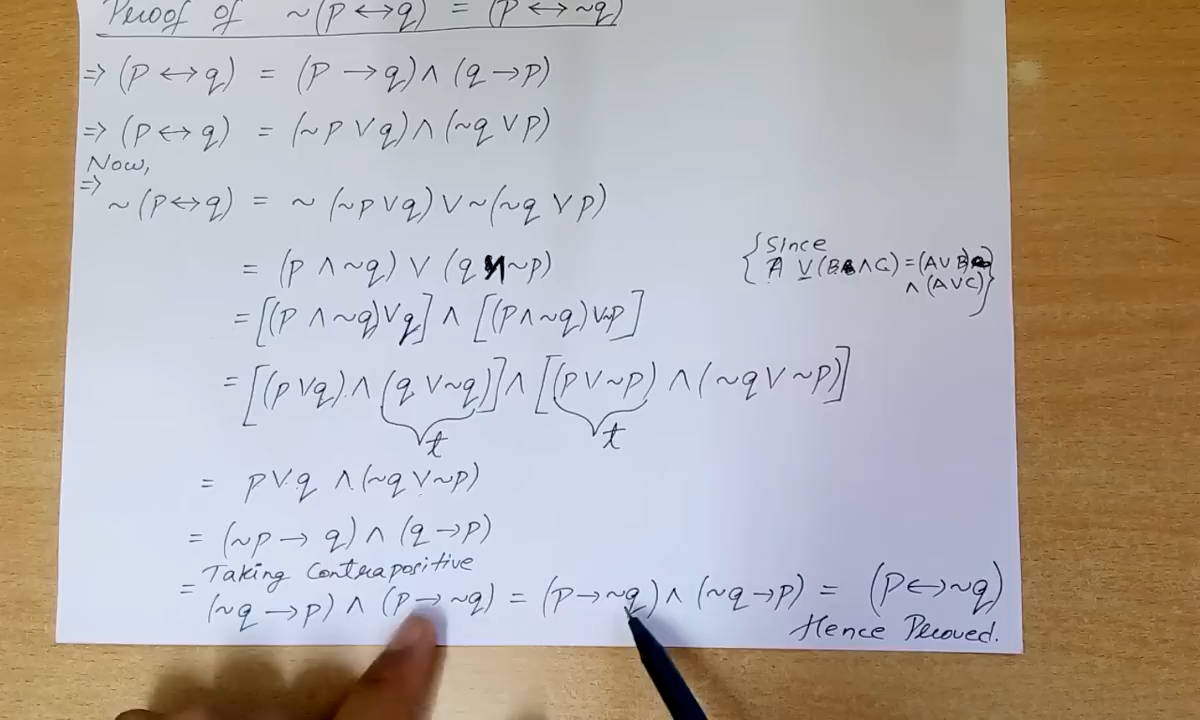 Proof of ~(p ↔ q) = (p ↔ ~q)
⇒ (p ↔ q) = (p → q) ∧ (q → p)
⇒ (p ↔ q) = (~p ∨ q) ∧ (~q ∨ p)
Now,
⇒ ~(p ↔ q) = ~(~p ∨ q) ∨ ~(~q ∨ p)
= (p ∧ ~q) ∨ (q ∧ ~p)
{Since
A ∨ (B ∧ C) = (A ∨ B)
∧ (A ∨ C)}
= [(p ∧ ~q) ∨ q] ∧ [(p ∧ ~q) ∨ ~p]
= [(p ∨ q) ∧ (q ∨ ~q)] ∧ [(p ∨ ~p) ∧ (~q ∨ ~p)]
t t
= p ∨ q ∧ (~q ∨ ~p)
= (~p → q) ∧ (q → p)
Taking Contrapositive
= (~q → p) ∧ (p → ~q) = (p → ~q) ∧ (~q → p) = (p ↔ ~q)
Hence Proved.